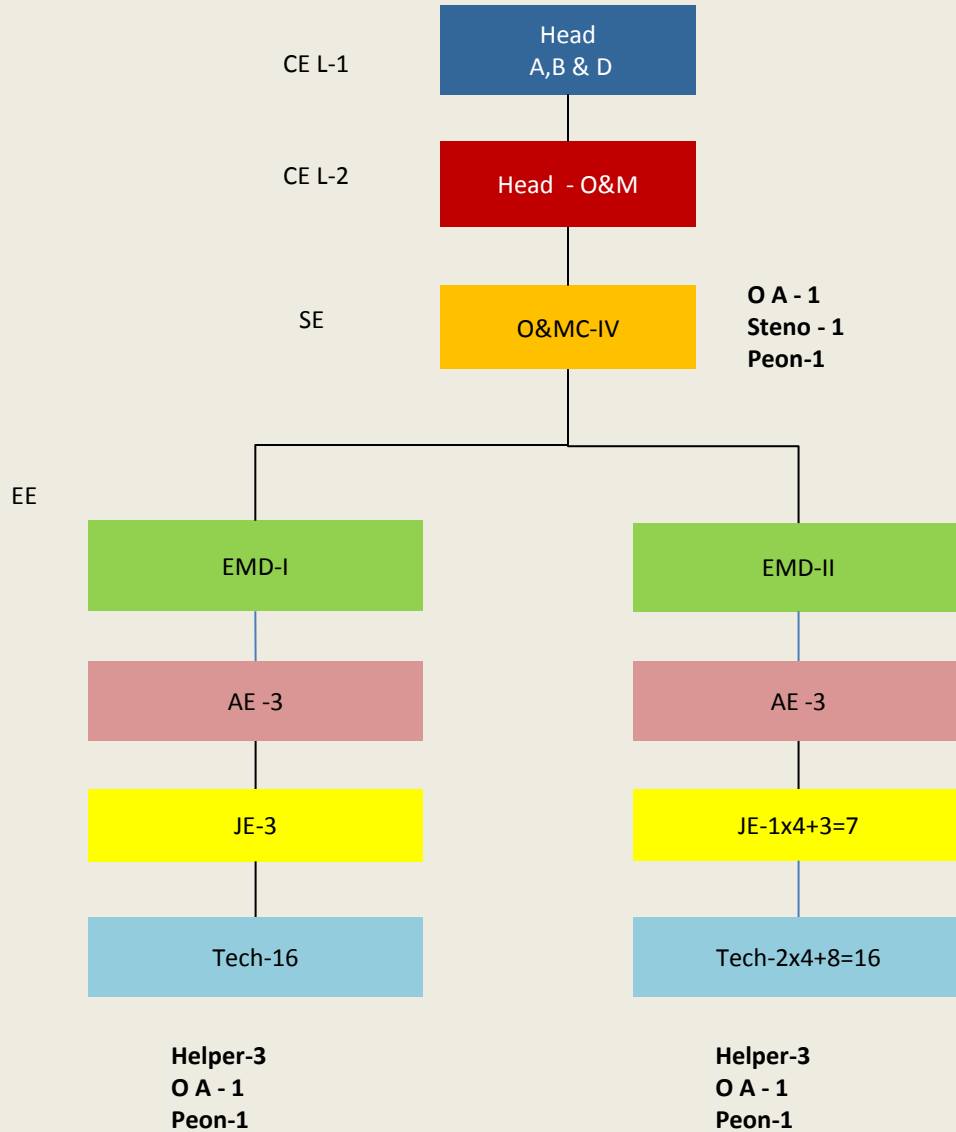 CE L-1
Head
A,B & D
CE L-2
Head - O&M
SE
O&MC-IV
O A - 1
Steno - 1
Peon-1
EE
EMD-I
EMD-II
AE -3
AE -3
JE-3
JE-1x4+3=7
Tech-16
Tech-2x4+8=16
Helper-3
O A - 1
Peon-1
Helper-3
O A - 1
Peon-1